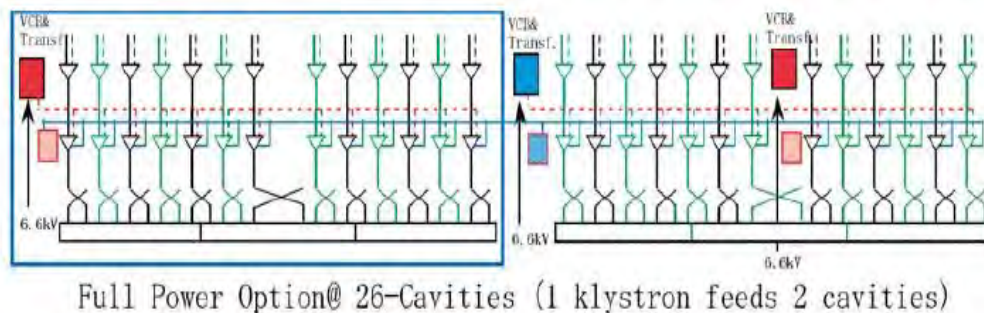 VCB&
Transf.
VCB&
Transf.
VCB&
Transf.
6.6kV
6.6kV
6.6kV
Full Power Option@ 26-Cavities (1 klystron feeds 2 cavities)